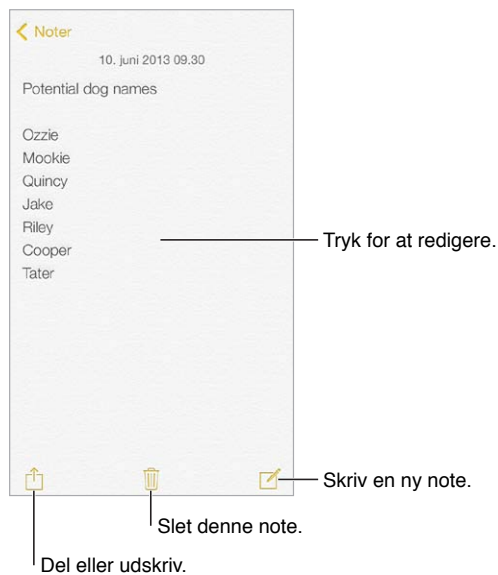 Noter
10. juni 2013 09.30
Potential dog names
Ozzie
Mookie
Quincy
Jake
Riley
Cooper
Tater
Tryk for at redigere.
Skriv en ny note.
Slet denne note.
Del eller udskriv.